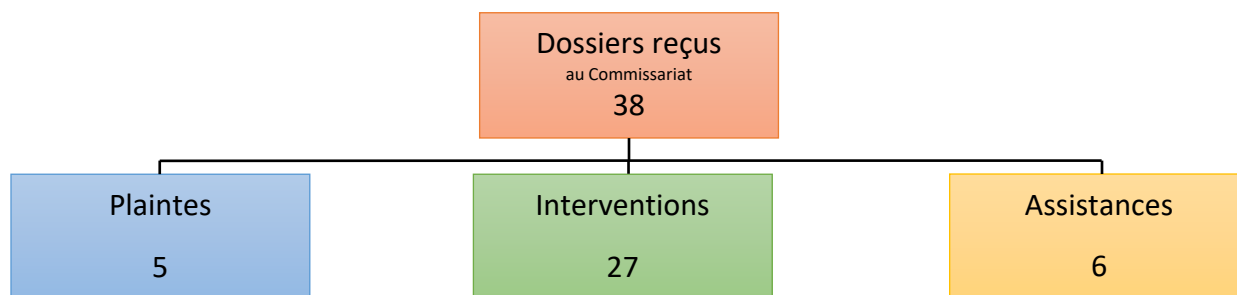 Dossiers reçus
au Commissariat
38
Plaintes
5
Interventions
27
Assistances
6